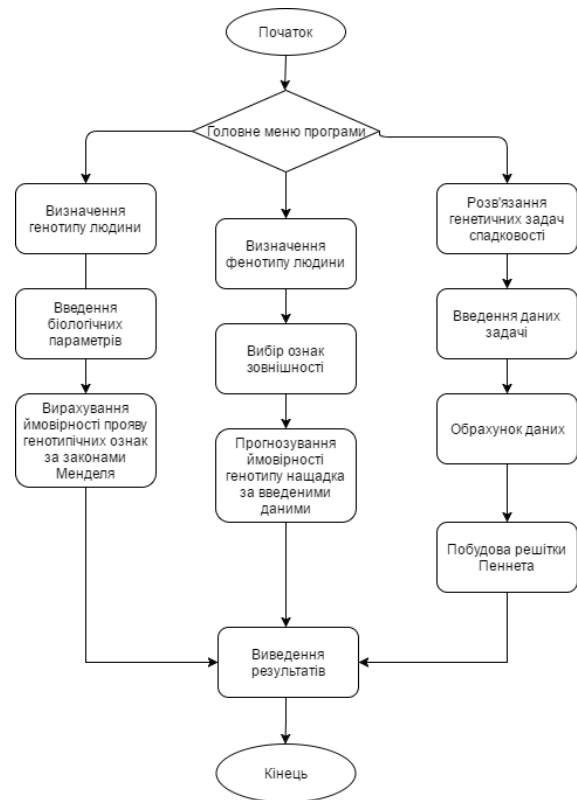 Початок
Головне меню програми
Визначення
генотипу людини
Введення
біологічних
параметрів
Вирахування
ймовірності прояву
генотипічних ознак
за законами
Менделя
Визначення
фенотипу людини
Вибір ознак
зовнішності
Прогнозування
ймовірності
генотипу нащадка
за введеними
даними
Розв'язання
генетичних задач
спадковості
Введення даних
задачі
Обрахунок даних
Побудова решітки
Пеннета
Виведення
результатів
Кінець